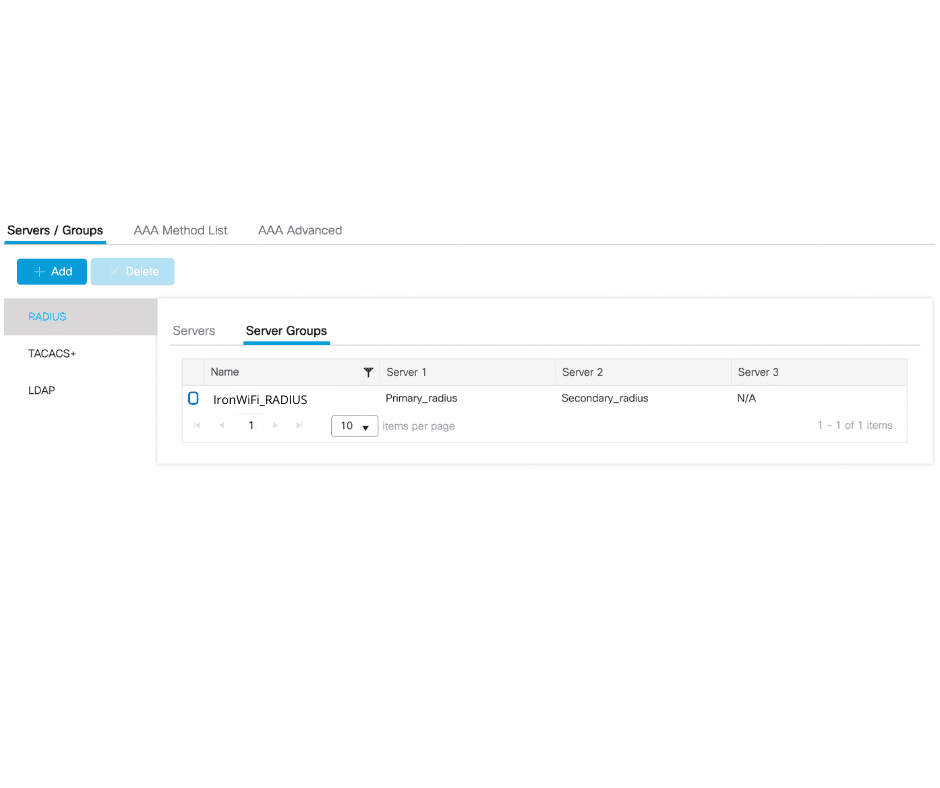 Servers / Groups AAA Method List AAA Advanced
+ Add × Delete
RADIUS
TACACS+
LDAP
Servers Server Groups
Name Server 1 Server 2 Server 3
IronWiFi_RADIUS Primary_radius Secondary_radius N/A
1 10 items per page 1 - 1 of 1 items